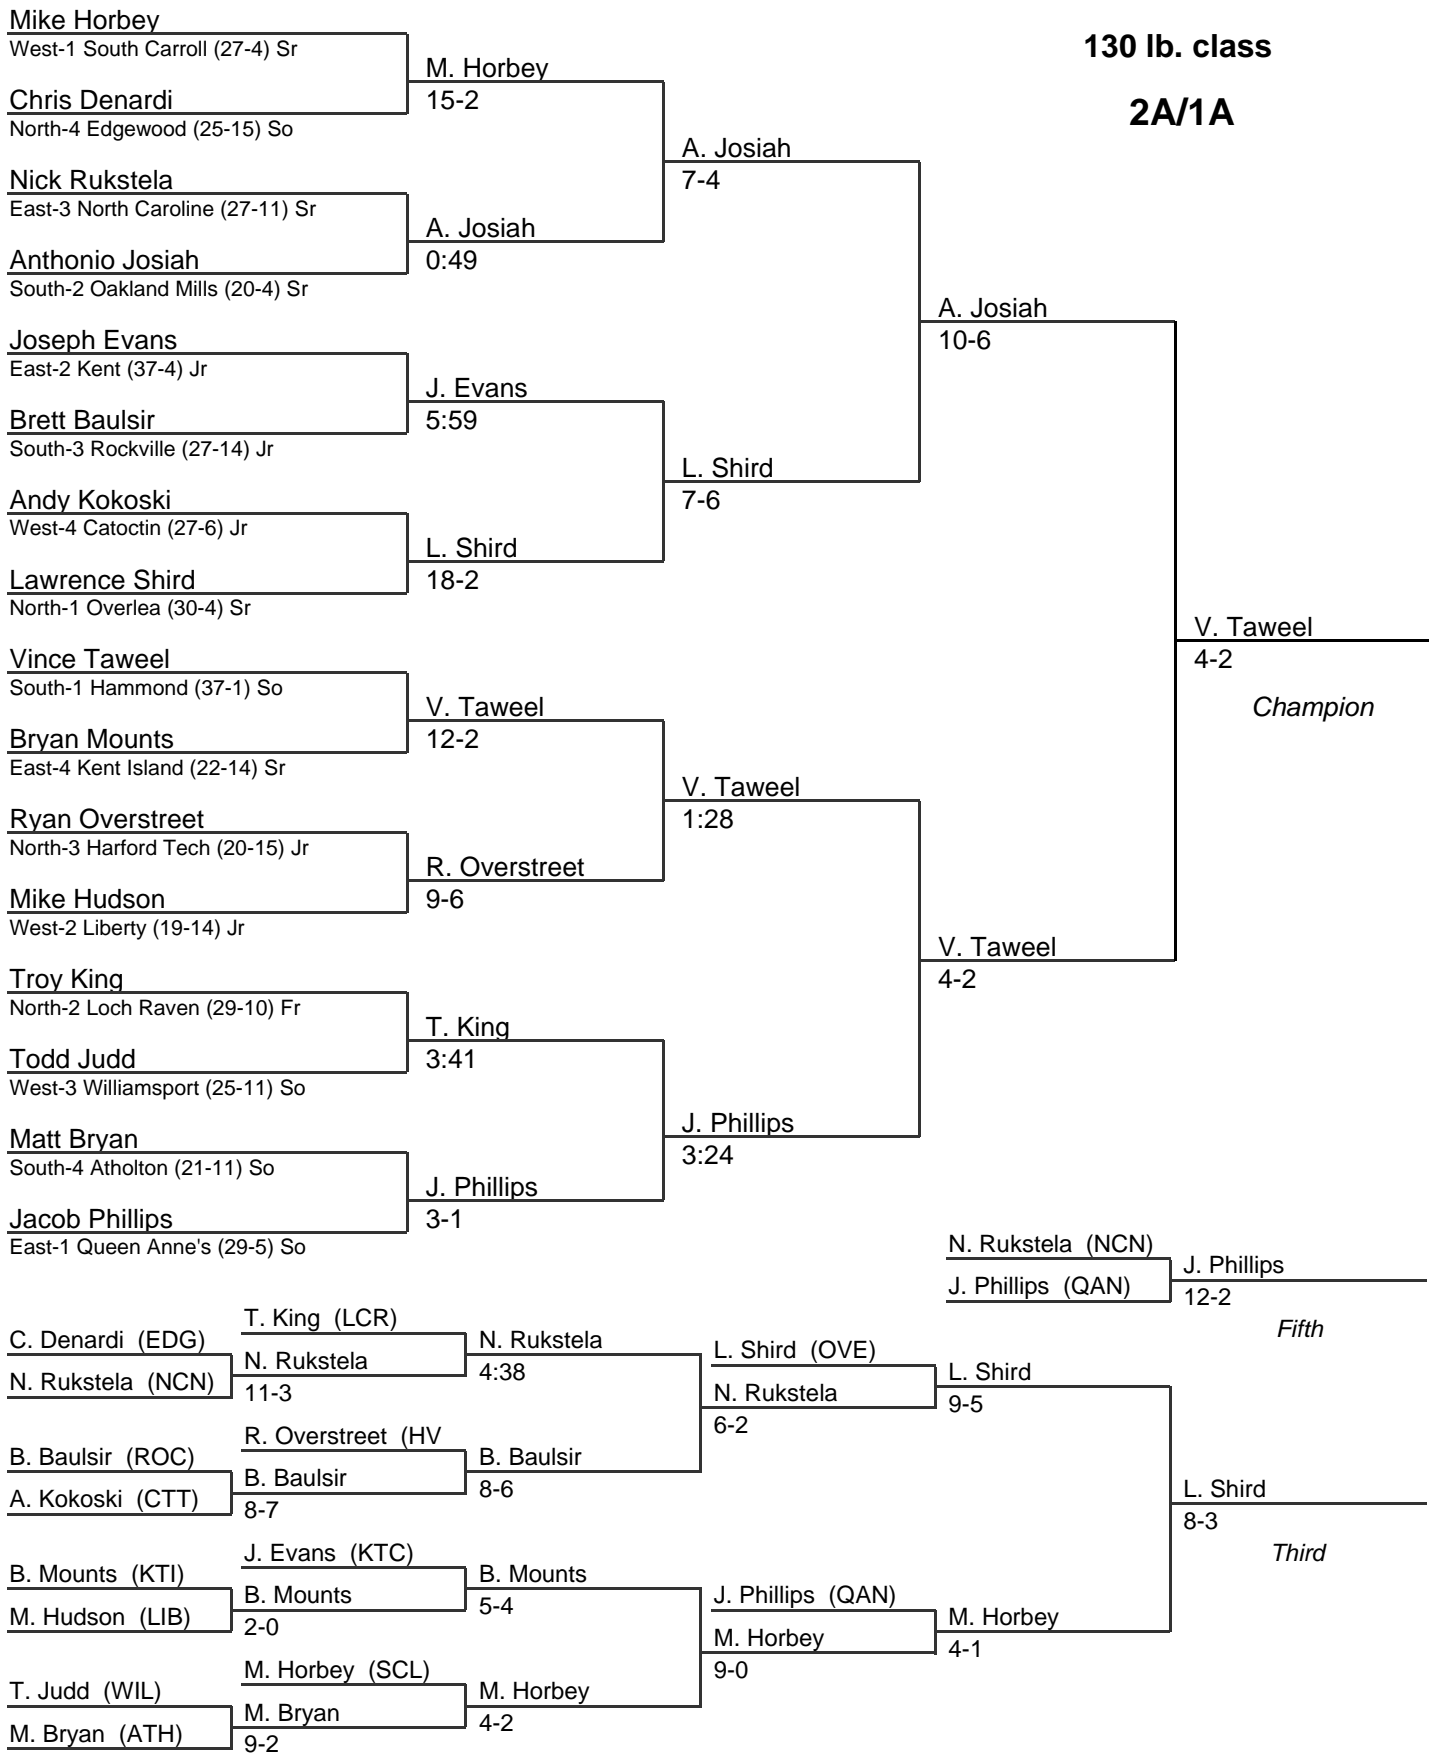 Mike Horbey
West-1 South Carroll (27-4) Sr
130 lb. class
M. Horbey
15-2
Chris Denardi
North-4 Edgewood (25-15) So
2A/1A
A. Josiah
7-4
Nick Rukstela
East-3 North Caroline (27-11) Sr
A. Josiah
0:49
Anthonio Josiah
South-2 Oakland Mills (20-4) Sr
A. Josiah
10-6
Joseph Evans
East-2 Kent (37-4) Jr
J. Evans
5:59
Brett Baulsir
South-3 Rockville (27-14) Jr
L. Shird
7-6
Andy Kokoski
West-4 Catoctin (27-6) Jr
L. Shird
18-2
Lawrence Shird
North-1 Overlea (30-4) Sr
V. Taweel
4-2
Champion
Vince Taweel
South-1 Hammond (37-1) So
V. Taweel
12-2
Bryan Mounts
East-4 Kent Island (22-14) Sr
V. Taweel
1:28
Ryan Overstreet
North-3 Harford Tech (20-15) Jr
R. Overstreet
9-6
Mike Hudson
West-2 Liberty (19-14) Jr
V. Taweel
4-2
Troy King
North-2 Loch Raven (29-10) Fr
T. King
3:41
Todd Judd
West-3 Williamsport (25-11) So
J. Phillips
3:24
Matt Bryan
South-4 Atholton (21-11) So
J. Phillips
3-1
Jacob Phillips
East-1 Queen Anne's (29-5) So
N. Rukstela (NCN)
J. Phillips (QAN)
J. Phillips
12-2
Fifth
C. Denardi (EDG)
N. Rukstela (NCN)
T. King (LCR)
N. Rukstela
11-3
N. Rukstela
4:38
L. Shird (OVE)
N. Rukstela
6-2
L. Shird
9-5
B. Baulsir (ROC)
A. Kokoski (CTT)
R. Overstreet (HV
B. Baulsir
8-7
B. Baulsir
8-6
L. Shird
8-3
Third
B. Mounts (KTI)
M. Hudson (LIB)
J. Evans (KTC)
B. Mounts
2-0
B. Mounts
5-4
J. Phillips (QAN)
M. Horbey
9-0
M. Horbey
4-1
T. Judd (WIL)
M. Bryan (ATH)
M. Horbey (SCL)
M. Bryan
9-2
M. Horbey
4-2